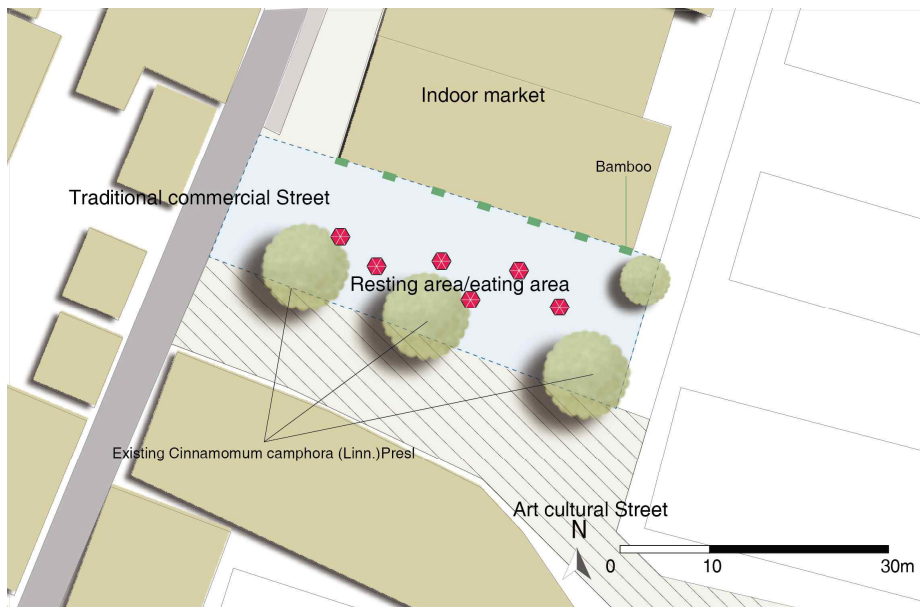 Indoor market
Bamboo
Traditional commercial Street
Resting area/eating area
Existing Cinnamomum camphora (Linn.)Presl
Art cultural Street
N
0 10 30m